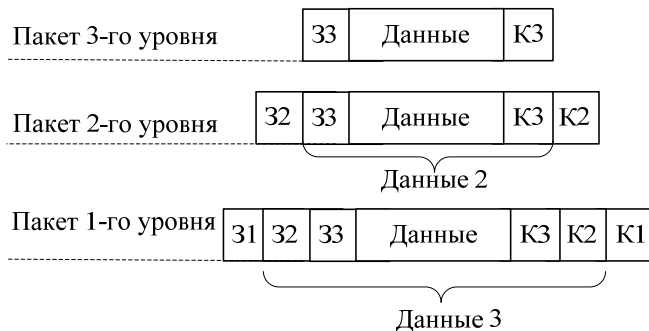 Пакет 3-го уровня З3 Данные К3
Пакет 2-го уровня З2 З3 Данные К3 К2
Данные 2
Пакет 1-го уровня З1 З2 З3 Данные К3 К2 К1
Данные 3